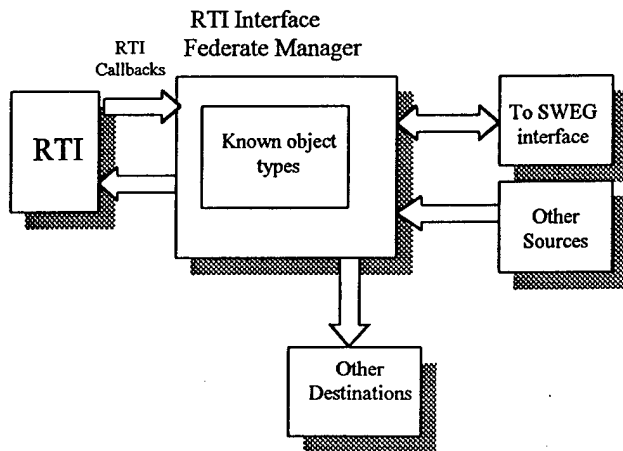 RTI Interface
Federate Manager
RTI
Callbacks
RTI
Known object
types
To SWEG
interface
Other
Sources
Other
Destinations